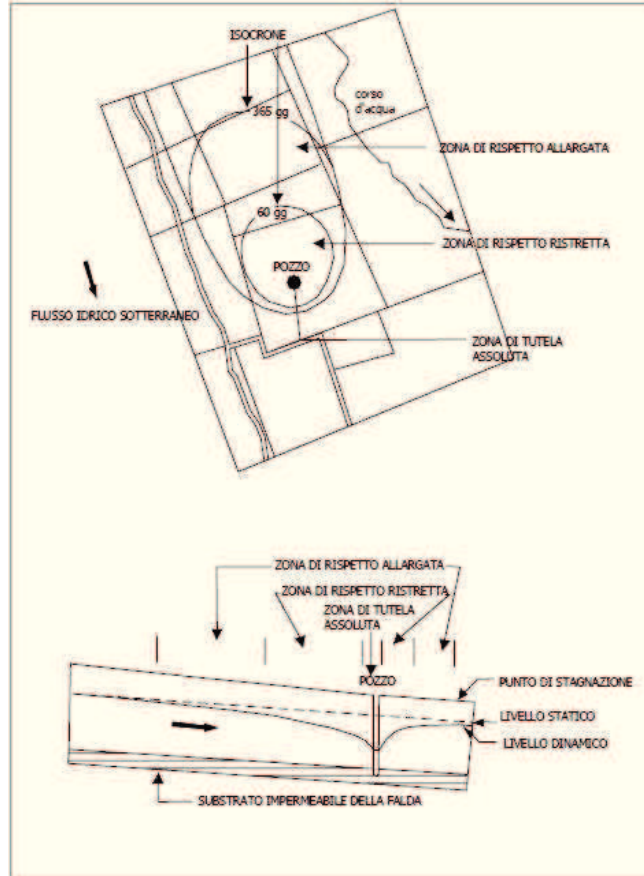 ISOCRONE
corso
d'acqua
365 gg
ZONA DI RISPETTO ALLARGATA
60 gg
ZONA DI RISPETTO RISTRETTA
POZZO
FLUSSO IDRICO SOTTERRANEO
ZONA DI TUTELA
ASSOLUTA
ZONA DI RISPETTO ALLARGATA
ZONA DI RISPETTO RISTRETTA
ZONA DI TUTELA
ASSOLUTA
POZZO
PUNTO DI STAGNAZIONE
LIVELLO STATICO
LIVELLO DINAMICO
SUBSTRATO IMPERMEABILE DELLA FALDA